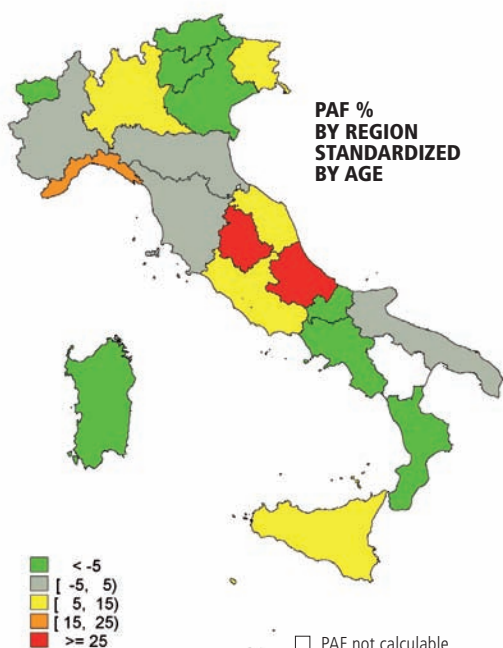 PAF %
BY REGION
STANDARDIZED
BY AGE
< -5
[ -5, 5)
[ 5, 15)
[ 15, 25)
>= 25
PAF not calculable